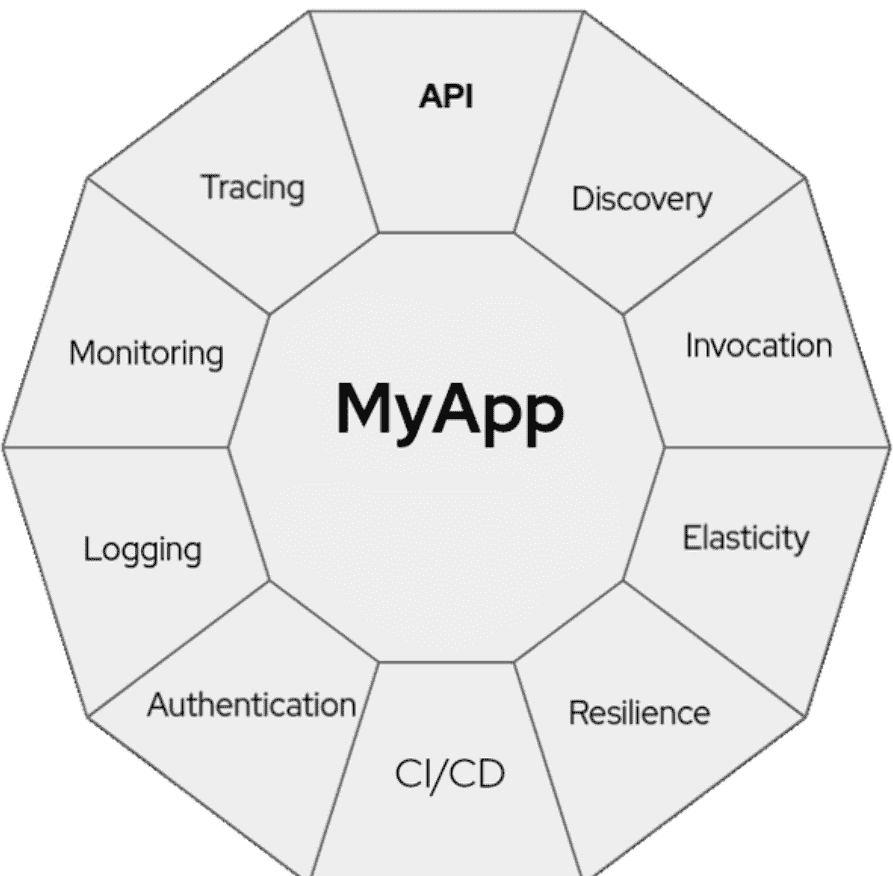 API
Tracing
Discovery
Monitoring
Invocation
MyApp
Logging
Elasticity
Authentication
Resilience
CI/CD